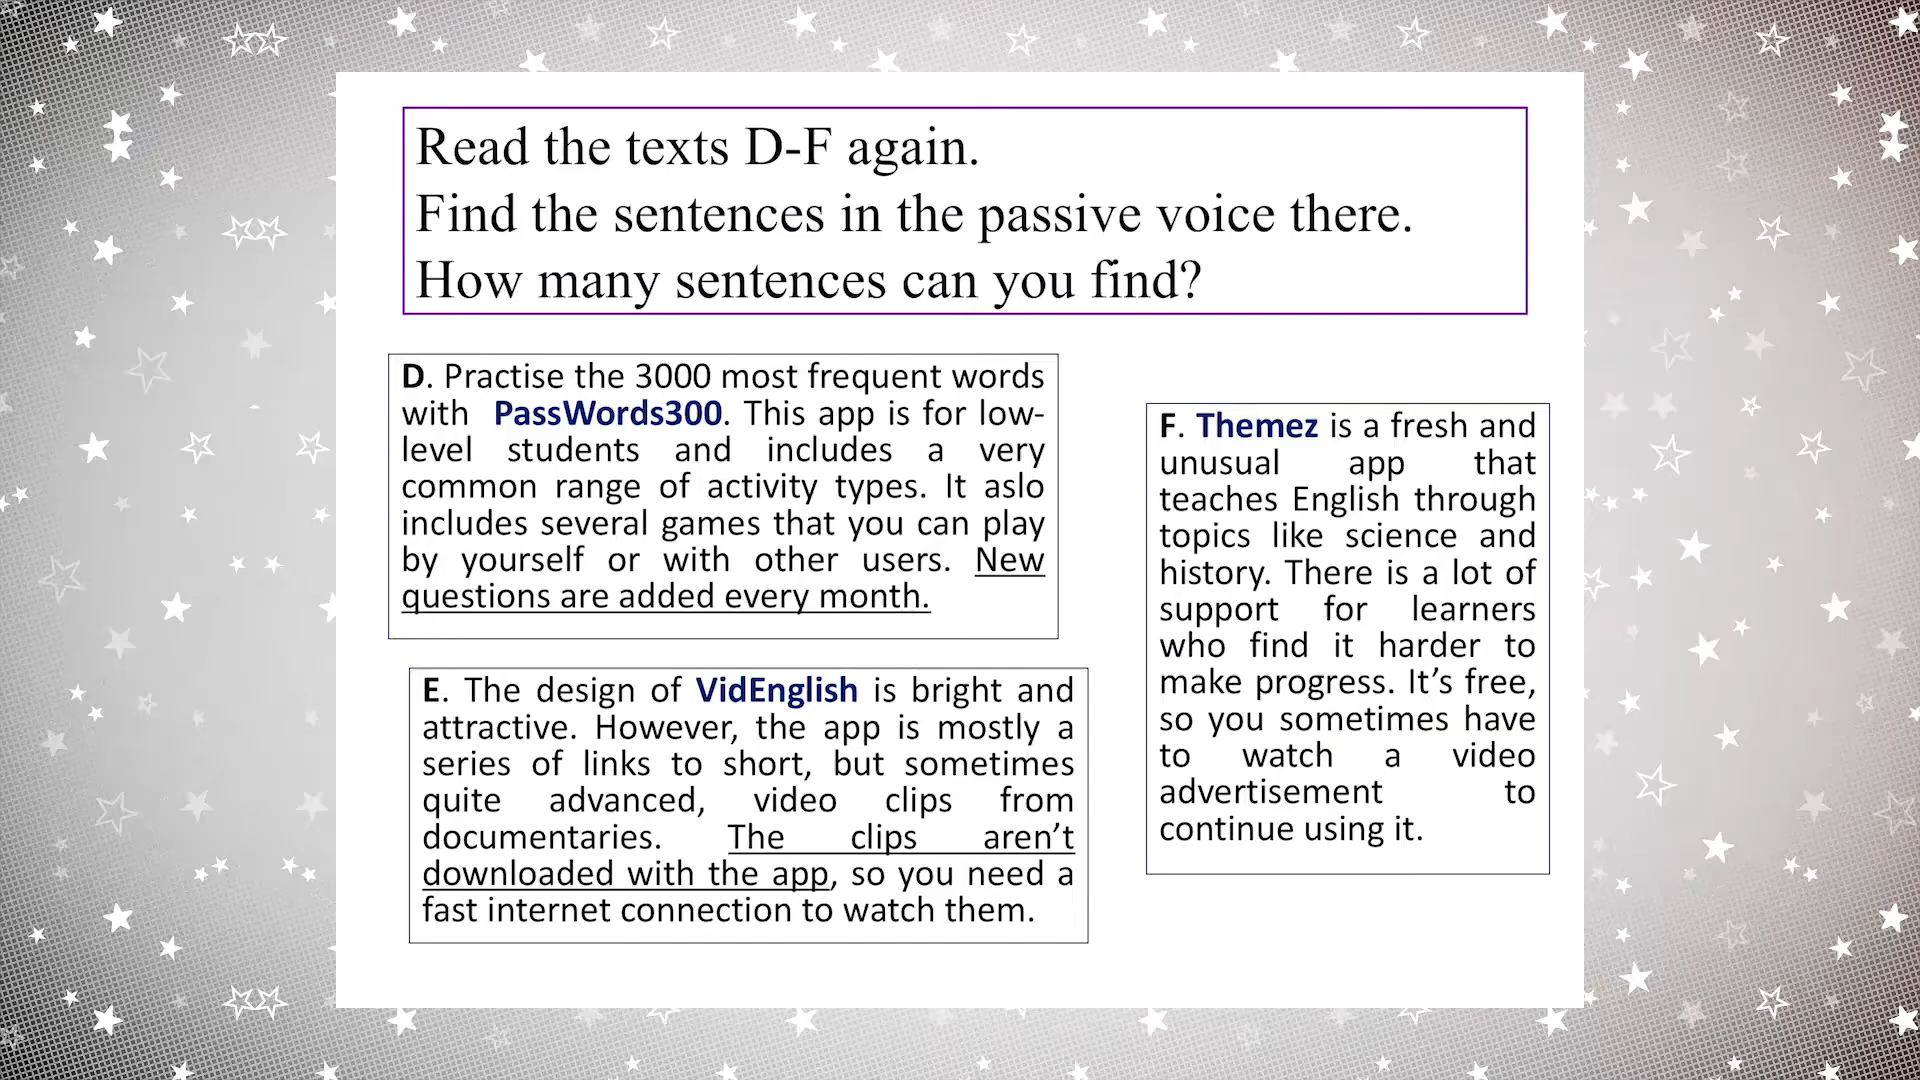 Read the texts D-F again.
Find the sentences in the passive voice there.
How many sentences can you find?
D. Practise the 3000 most frequent words
with PassWords300. This app is for low-
level students and includes a very
common range of activity types. It aslo
includes several games that you can play
by yourself or with other users. New
questions are added every month.
E. The design of VidEnglish is bright and
attractive. However, the app is mostly a
series of links to short, but sometimes
quite advanced, video clips from
documentaries. The clips aren’t
downloaded with the app, so you need a
fast internet connection to watch them.
F. Themez is a fresh and
unusual app that
teaches English through
topics like science and
history. There is a lot of
support for learners
who find it harder to
make progress. It’s free,
so you sometimes have
to watch a video
advertisement to
continue using it.